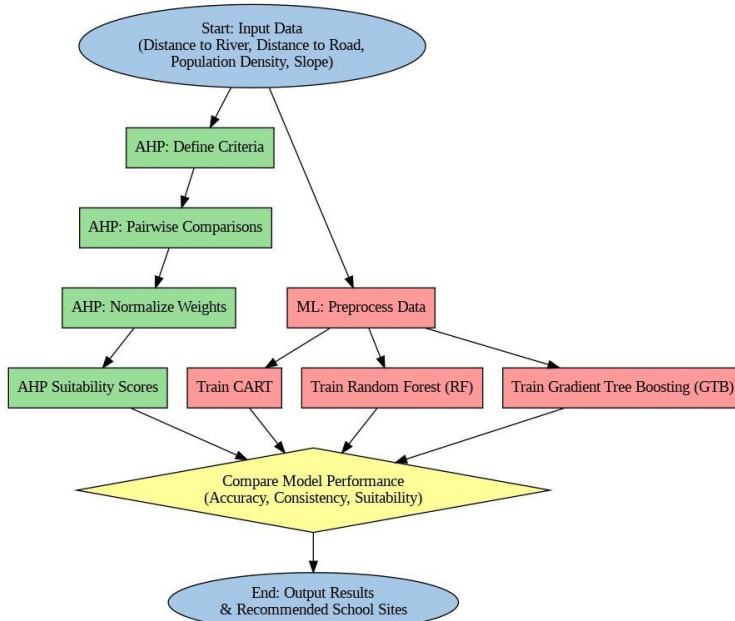 Start: Input Data
(Distance to River, Distance to Road,
Population Density, Slope)
AHP: Define Criteria
AHP: Pairwise Comparisons
AHP: Normalize Weights
ML: Preprocess Data
AHP Suitability Scores
Train CART
Train Random Forest (RF)
Train Gradient Tree Boosting (GTB)
Compare Model Performance
(Accuracy, Consistency, Suitability)
End: Output Results
& Recommended School Sites